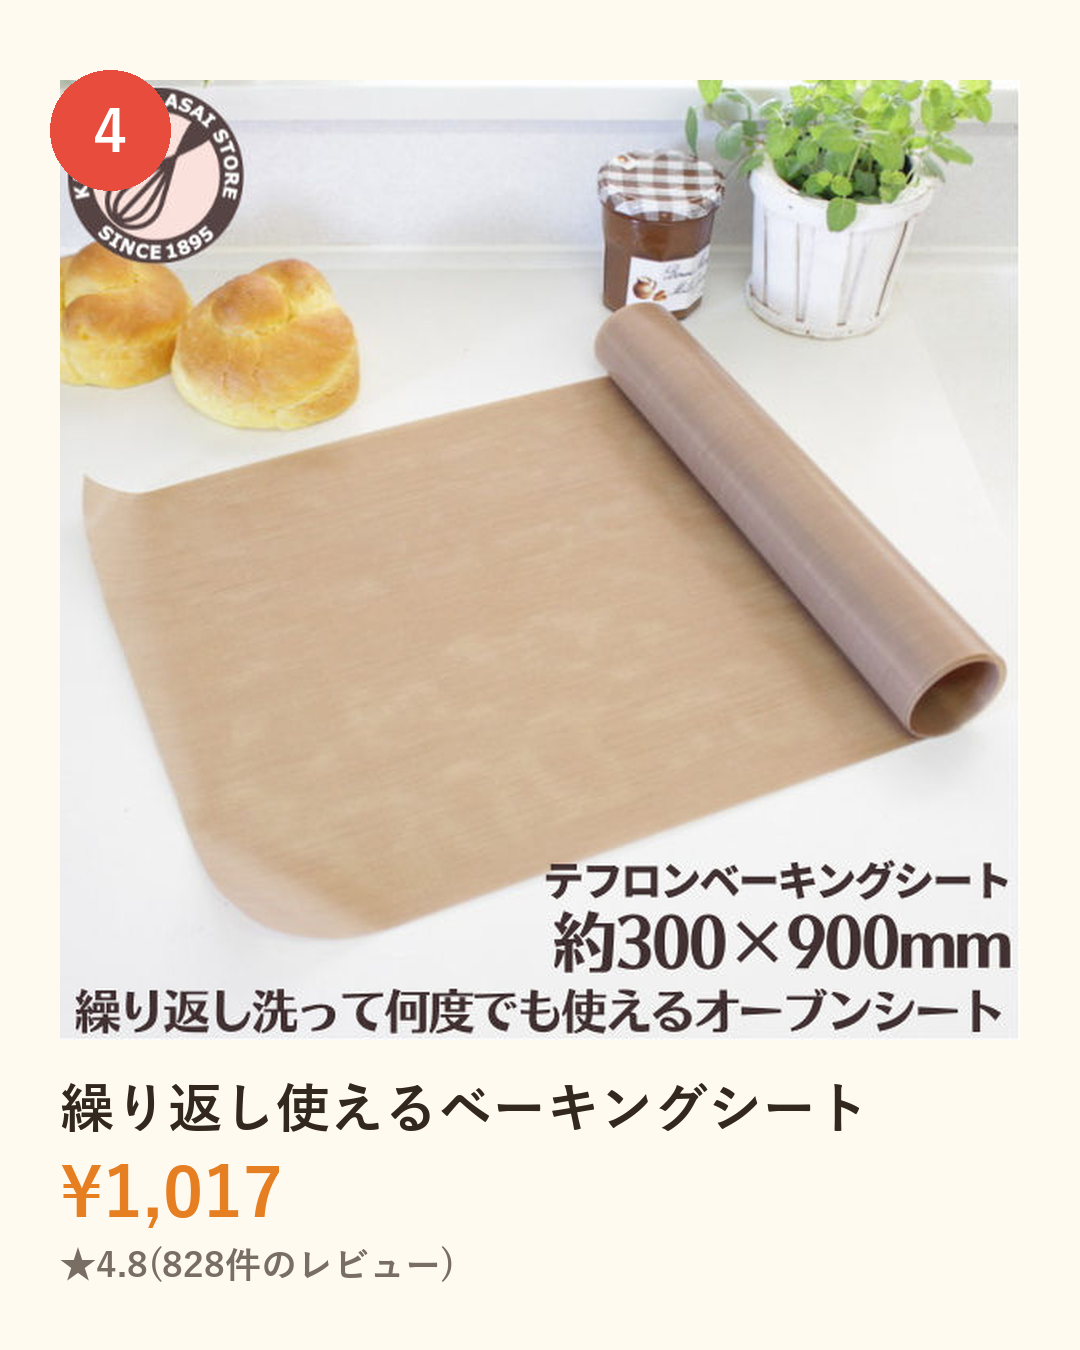 4
ASAI STORE
K
SINCE 1895
テフロンベーキングシート
約300×900mm
繰り返し洗って何度でも使えるオーブンシート
繰り返し使えるベーキングシート
¥1,017
★4.8(828件のレビュー)